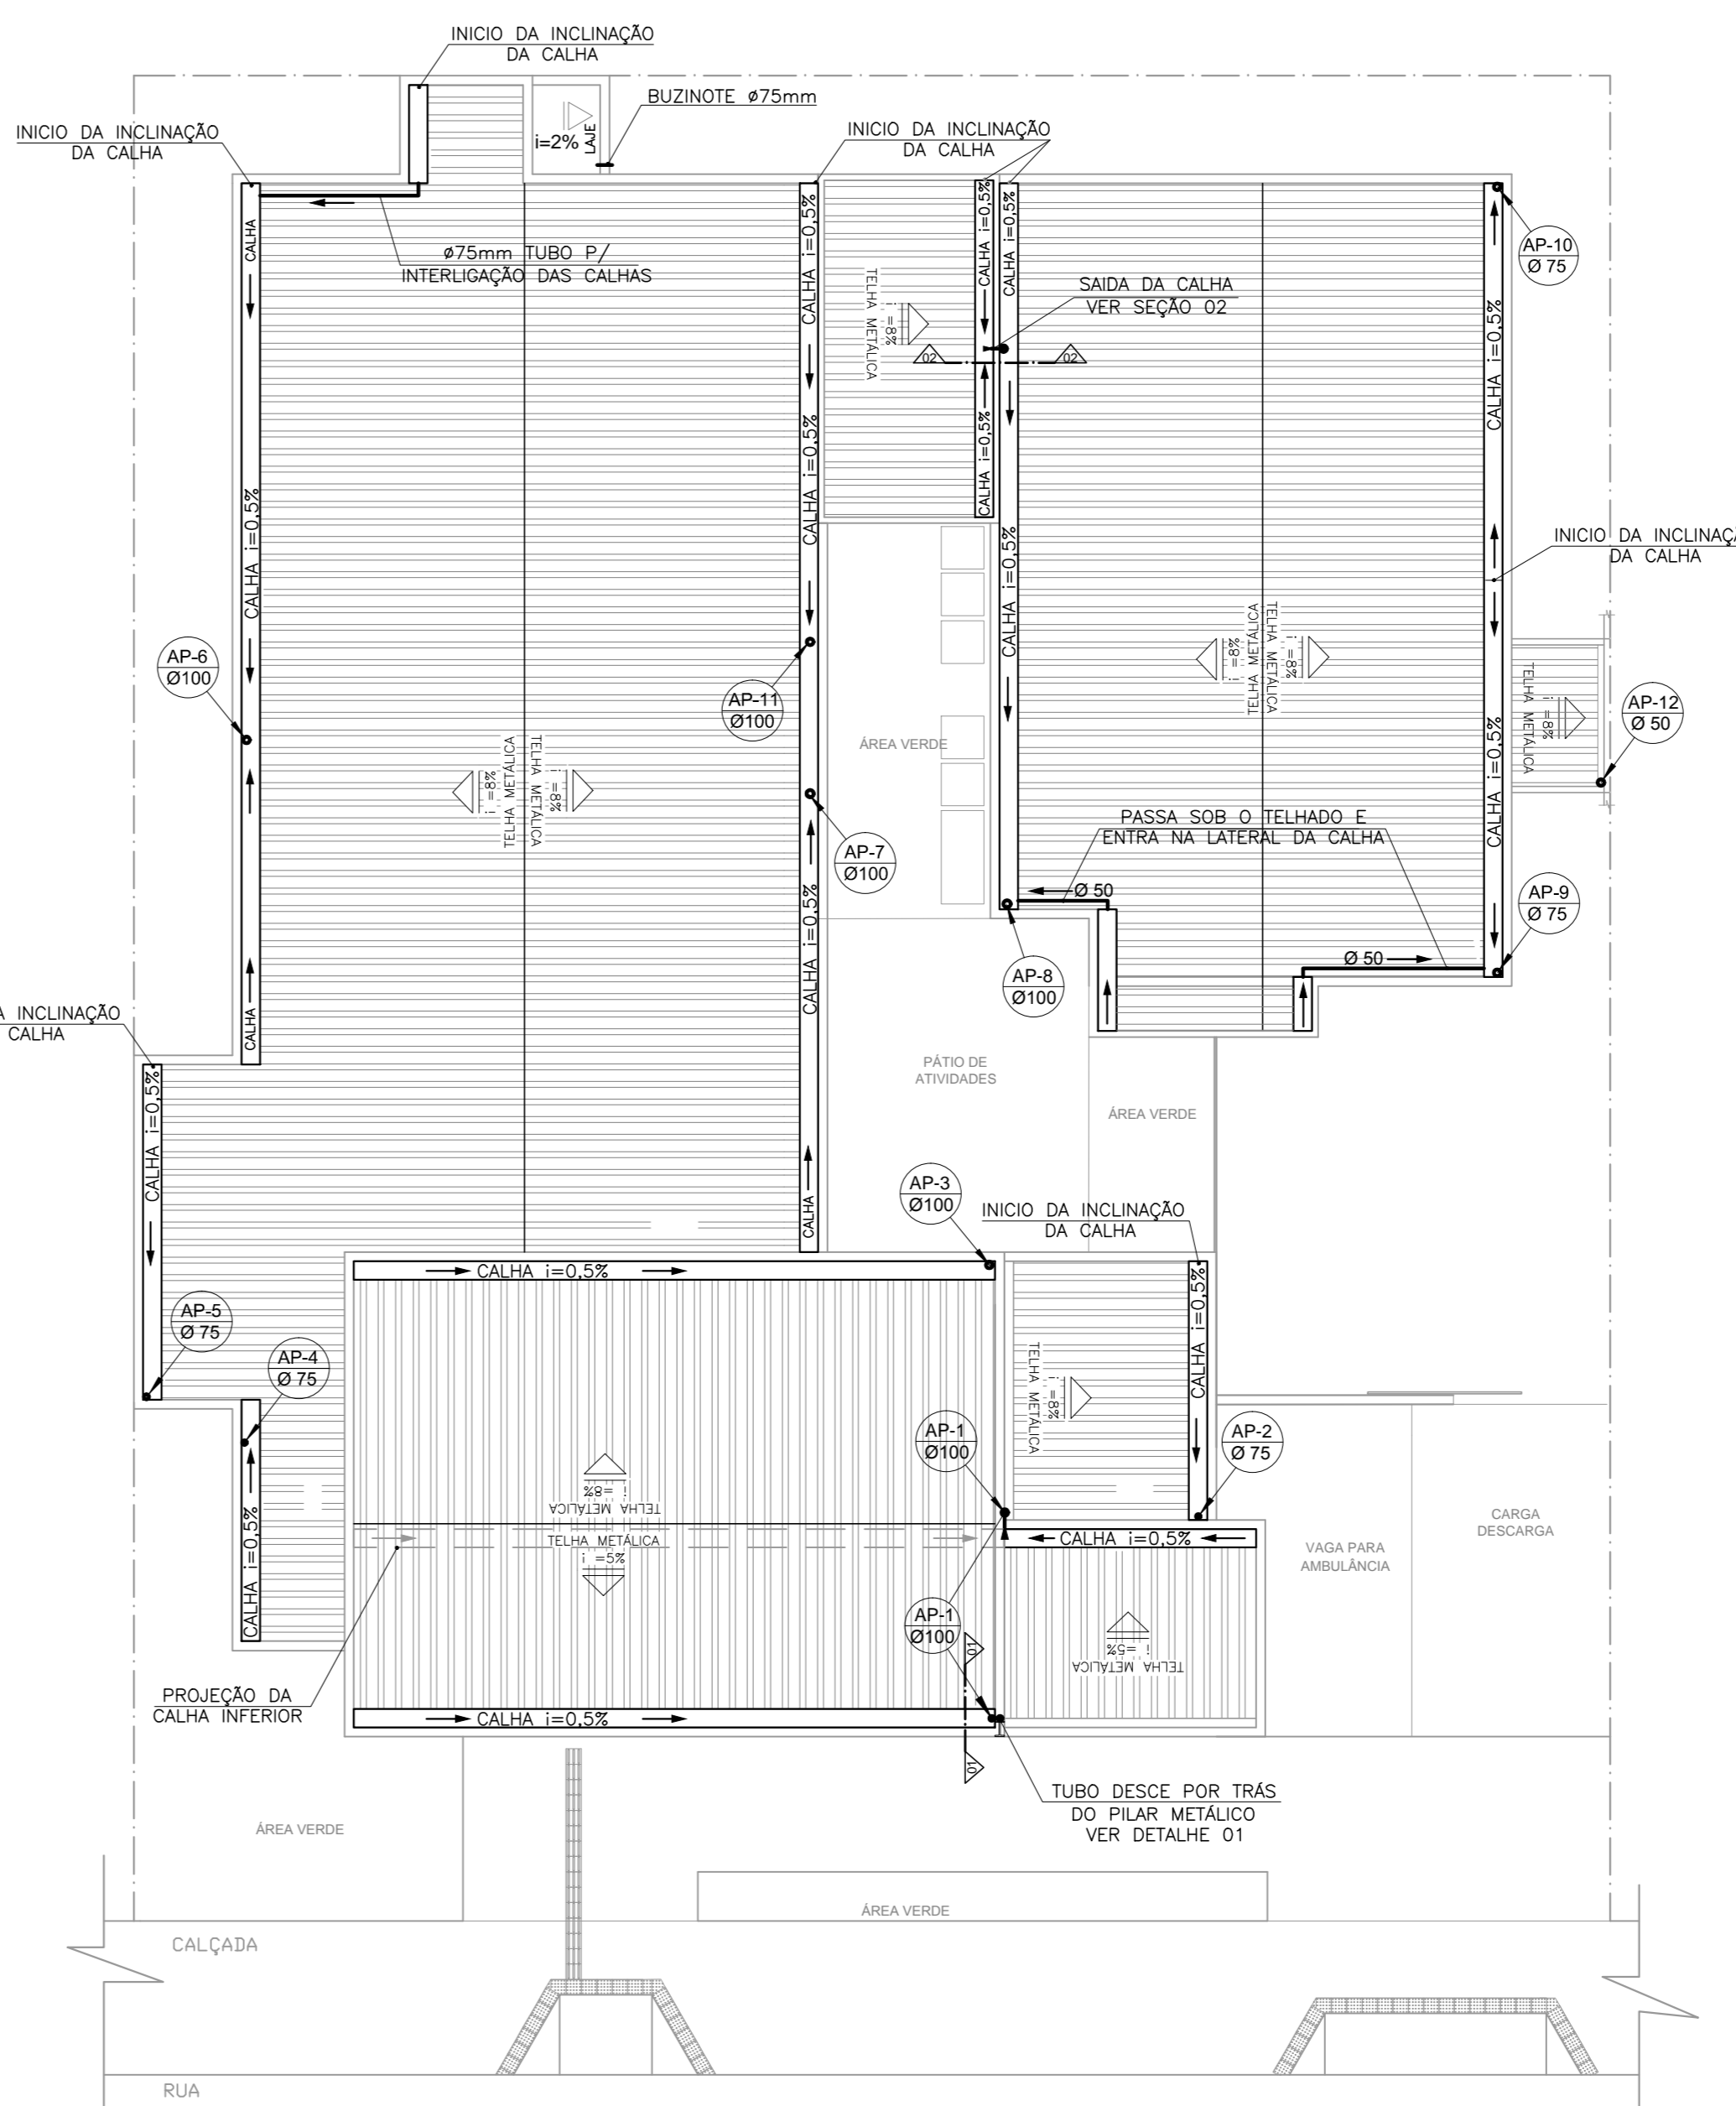 INICIO DA INCLINAÇÃO
DA CALHA
BUZINOTE ø75mm
i=2%
LAJE
INICIO DA INCLINAÇÃO
DA CALHA
INICIO DA INCLINAÇÃO
DA CALHA
CALHA
CALHA i=0,5%
CALHA i=0,5%
CALHA i=0,5%
AP-10
Ø 75
ø75mm TUBO P/
INTERLIGAÇÃO DAS CALHAS
TELHA METÁLICA
i =8%
SAIDA DA CALHA
VER SEÇÃO 02
02
02
CALHA i=0,5%
CALHA i=0,5%
CALHA i=0,5%
CALHA i=0,5%
CALHA i=0,5%
CALHA i=0,5%
INICIO DA INCLINAÇÃ
DA CALHA
AP-6
Ø100
AP-11
Ø100
i =8%
TELHA METÁLICA
TELHA METÁLICA
i =8%
TELHA METÁLICA
i =8%
AP-12
Ø 50
ÁREA VERDE
i =8%
TELHA METÁLICA
TELHA METÁLICA
i =8%
CALHA i=0,5%
PASSA SOB O TELHADO E
ENTRA NA LATERAL DA CALHA
AP-7
Ø100
Ø 50
AP-9
Ø 75
CALHA i=0,5%
Ø 50
AP-8
Ø100
CALHA
A INCLINAÇÃO
CALHA
PÁTIO DE
ATIVIDADES
ÁREA VERDE
CALHA i=0,5%
CALHA
AP-3
Ø100
INICIO DA INCLINAÇÃO
DA CALHA
CALHA i=0,5%
CALHA i=0,5%
AP-5
Ø 75
AP-4
Ø 75
TELHA METÁLICA
i =8%
AP-1
Ø100
AP-2
Ø 75
i =8%
TELHA METÁLICA
TELHA METÁLICA
i =5%
CALHA i=0,5%
CALHA i=0,5%
CARGA
DESCARGA
VAGA PARA
AMBULÂNCIA
AP-1
Ø100
01
i =5%
TELHA METÁLICA
PROJEÇÃO DA
CALHA INFERIOR
CALHA i=0,5%
01
TUBO DESCE POR TRÁS
DO PILAR METÁLICO
VER DETALHE 01
ÁREA VERDE
ÁREA VERDE
CALÇADA
RUA